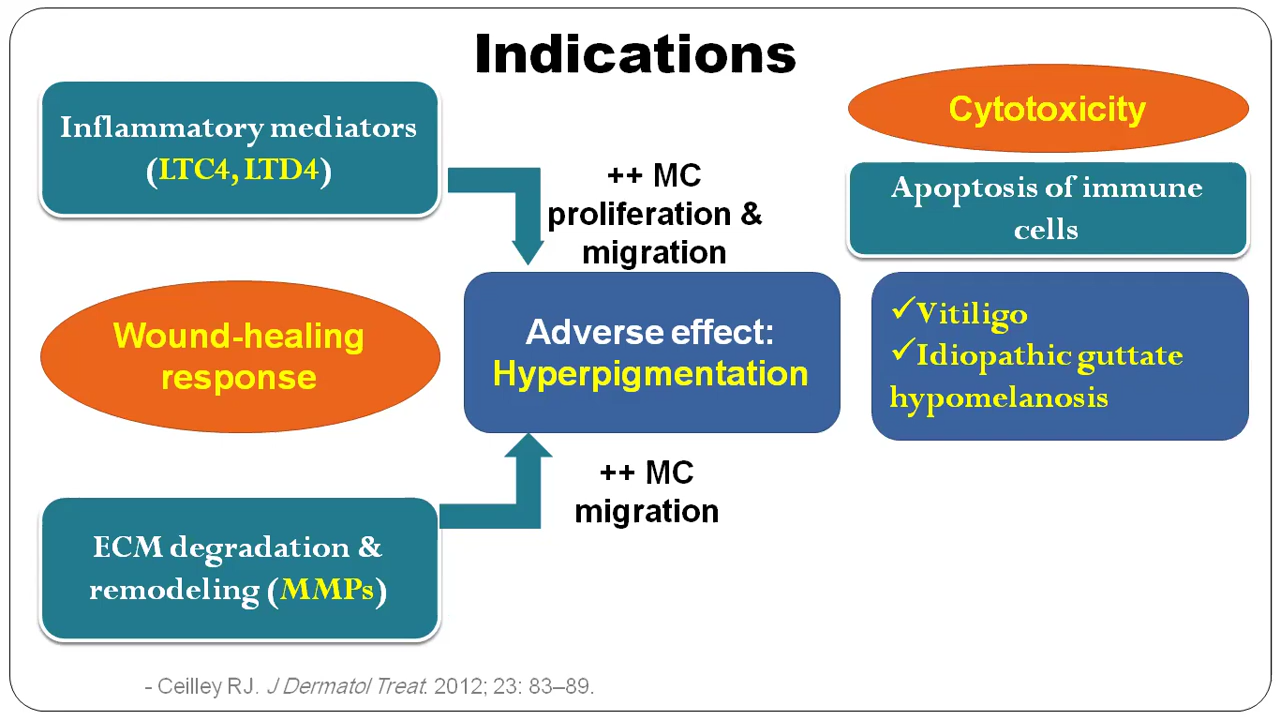 Indications
Inflammatory mediators
(LTC4, LTD4)
++ MC
proliferation &
migration
Wound-healing
response
Adverse effect:
Hyperpigmentation
++ MC
migration
ECM degradation &
remodeling (MMPs)
Cytotoxicity
Apoptosis of immune
cells
✓Vitiligo
✓Idiopathic guttate
hypomelanosis
- Ceilley RJ. J Dermatol Treat. 2012; 23: 83–89.